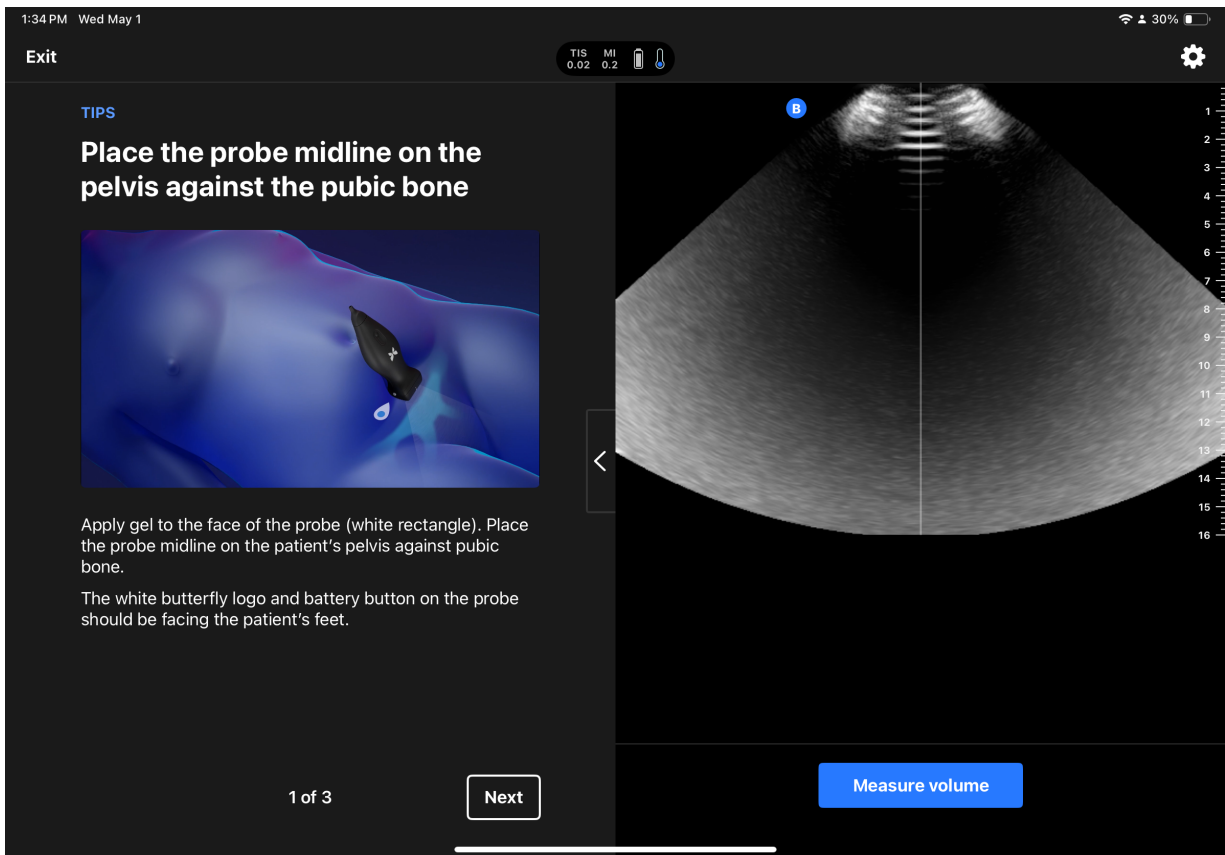 1:34 PM Wed May 1
30%
Exit
TIS MI
0.02 0.2
TIPS
Place the probe midline on the
pelvis against the pubic bone
Apply gel to the face of the probe (white rectangle). Place
the probe midline on the patient's pelvis against pubic
bone.
The white butterfly logo and battery button on the probe
should be facing the patient's feet.
1 of 3
Next
B
1
2
3
4
5
6
7
8
9
10
11
12
13
14
15
16
Measure volume